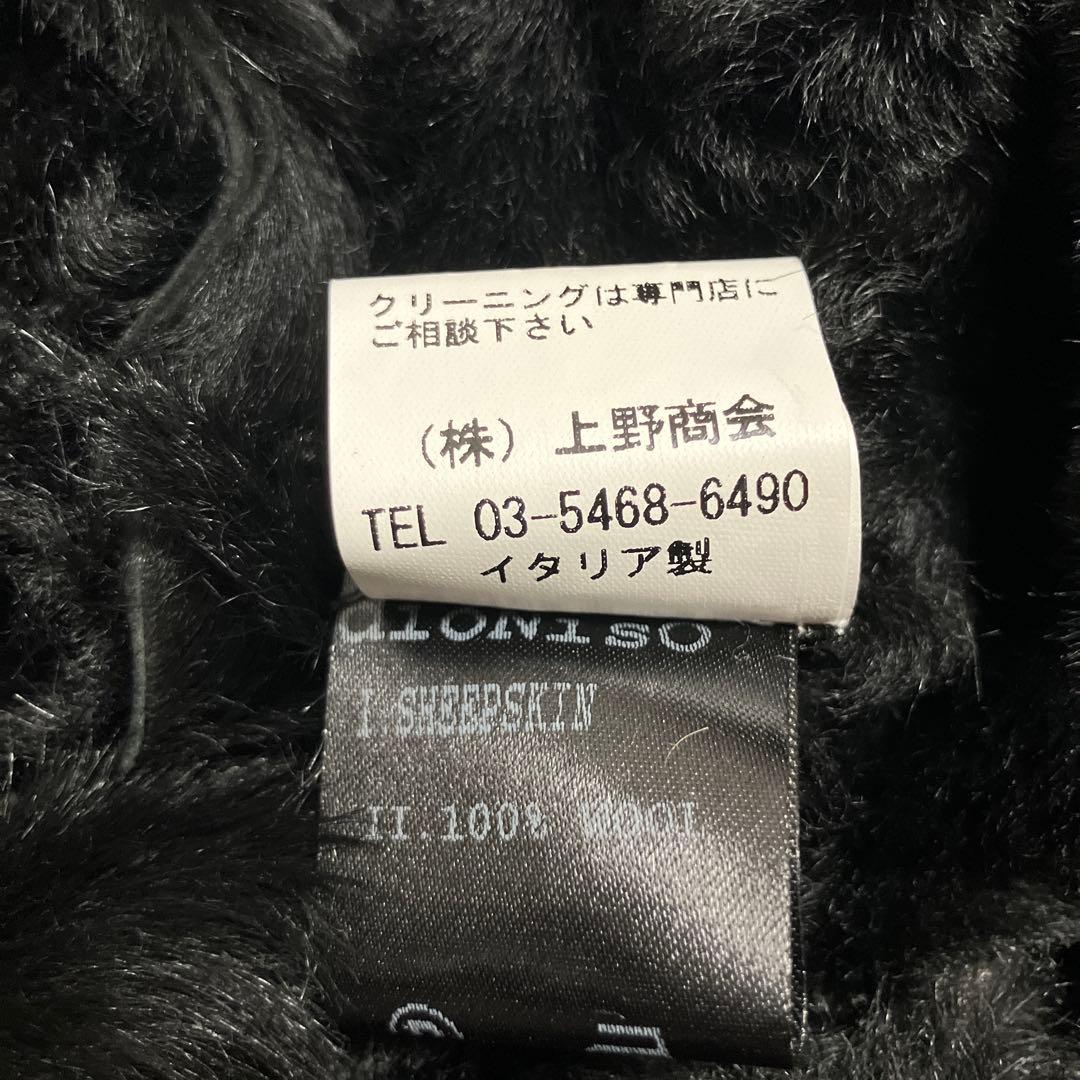 クリーニングは専門店に
ご相談下さい
(株) 上野商会
TEL 03-5468-6490
イタリア製
I.SHEEPSKIN
II.100% WOOL